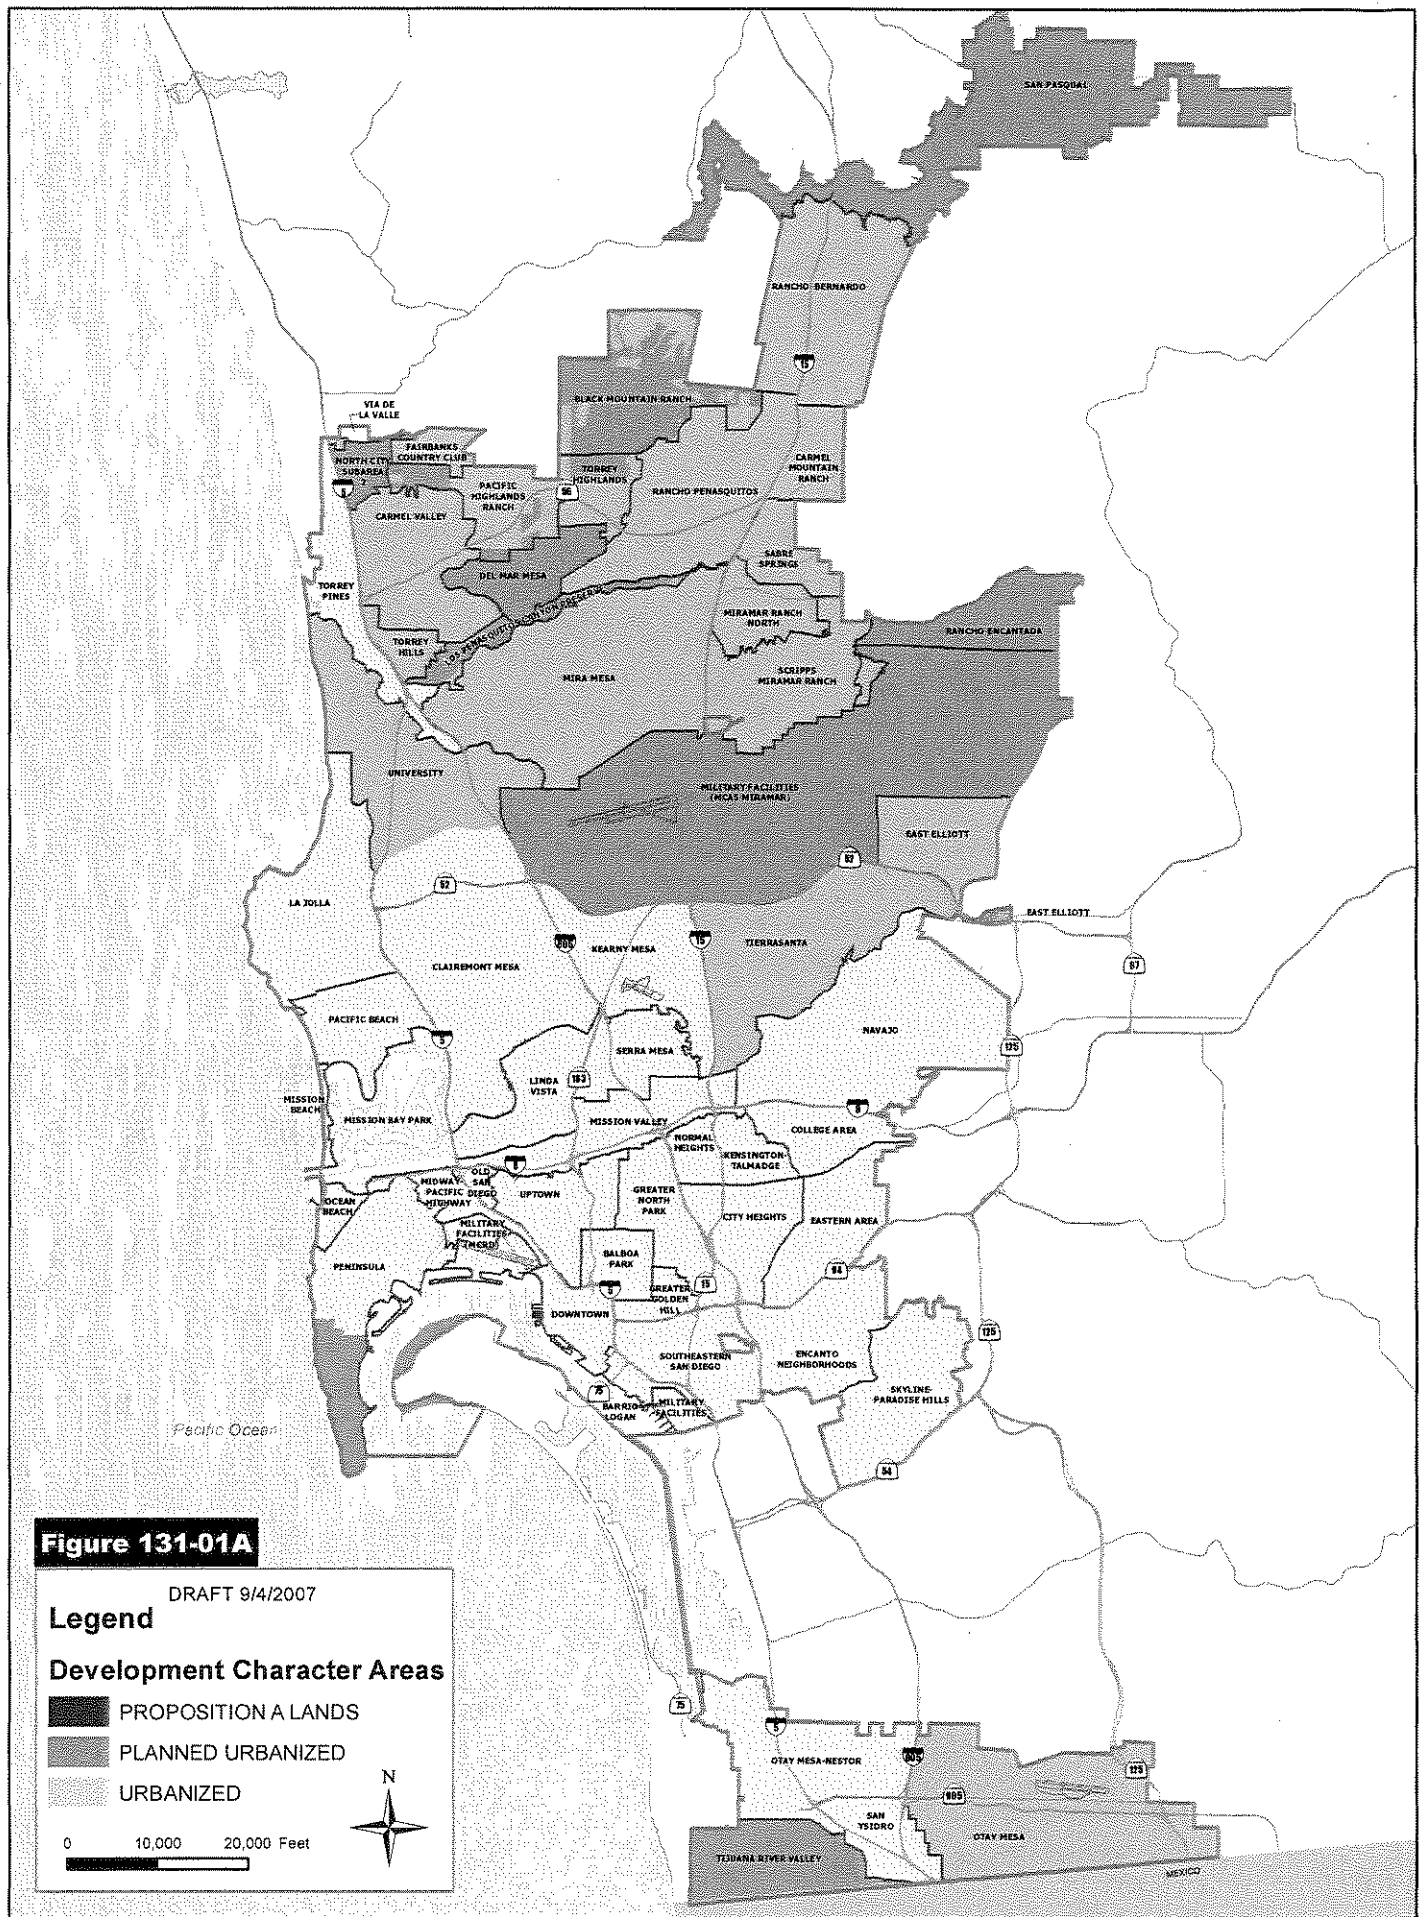 SAN PASQUAL
RANCHO BERNARDO
15
BLACK MOUNTAIN RANCH
VIA DE
LA VALLE
FAIRBANKS
COUNTRY CLUB
NORTH CITY
SUBAREA
2
5
TORREY
HIGHLANDS
CARMEL
MOUNTAIN
RANCH
PACIFIC
HIGHLANDS
RANCH
56
RANCHO PENASQUITOS
CARMEL VALLEY
SABRE
SPRINGS
DEL MAR MESA
TORREY
PINES
LOS PENASQUITOS CANYON PRESERVE
MIRAMAR RANCH
NORTH
RANCHO ENCANTADA
TORREY
HILLS
MIRA MESA
SCRIPPS
MIRAMAR RANCH
UNIVERSITY
MILITARY FACILITIES
(MCAS MIRAMAR)
EAST ELLIOTT
52
52
LA JOLLA
EAST ELLIOTT
805
KEARNY MESA
15
TIERRASANTA
CLAIREMONT MESA
67
PACIFIC BEACH
5
NAVAJO
125
SERRA MESA
LINDA
VISTA
163
MISSION
BEACH
MISSION BAY PARK
MISSION VALLEY
8
COLLEGE AREA
NORMAL
HEIGHTS
KENSINGTON-
TALMADGE
8
OLD
SAN
DIEGO
MIDWAY-
PACIFIC
HIGHWAY
UPTOWN
OCEAN
BEACH
GREATER
NORTH
PARK
CITY HEIGHTS
EASTERN AREA
MILITARY
FACILITIES
(MCRD)
BALBOA
PARK
PENINSULA
94
5
GREATER
GOLDEN
HILL
15
DOWNTOWN
125
SOUTHEASTERN
SAN DIEGO
ENCANTO
NEIGHBORHOODS
75
BARRIO
LOGAN
MILITARY
FACILITIES
SKYLINE-
PARADISE HILLS
Pacific Ocean
54
Figure 131-01A
DRAFT 9/4/2007
Legend
Development Character Areas
PROPOSITION A LANDS
PLANNED URBANIZED
URBANIZED
N
0 10,000 20,000 Feet
75
5
OTAY MESA-NESTOR
805
125
905
SAN
YSIDRO
OTAY MESA
TIJUANA RIVER VALLEY
MEXICO